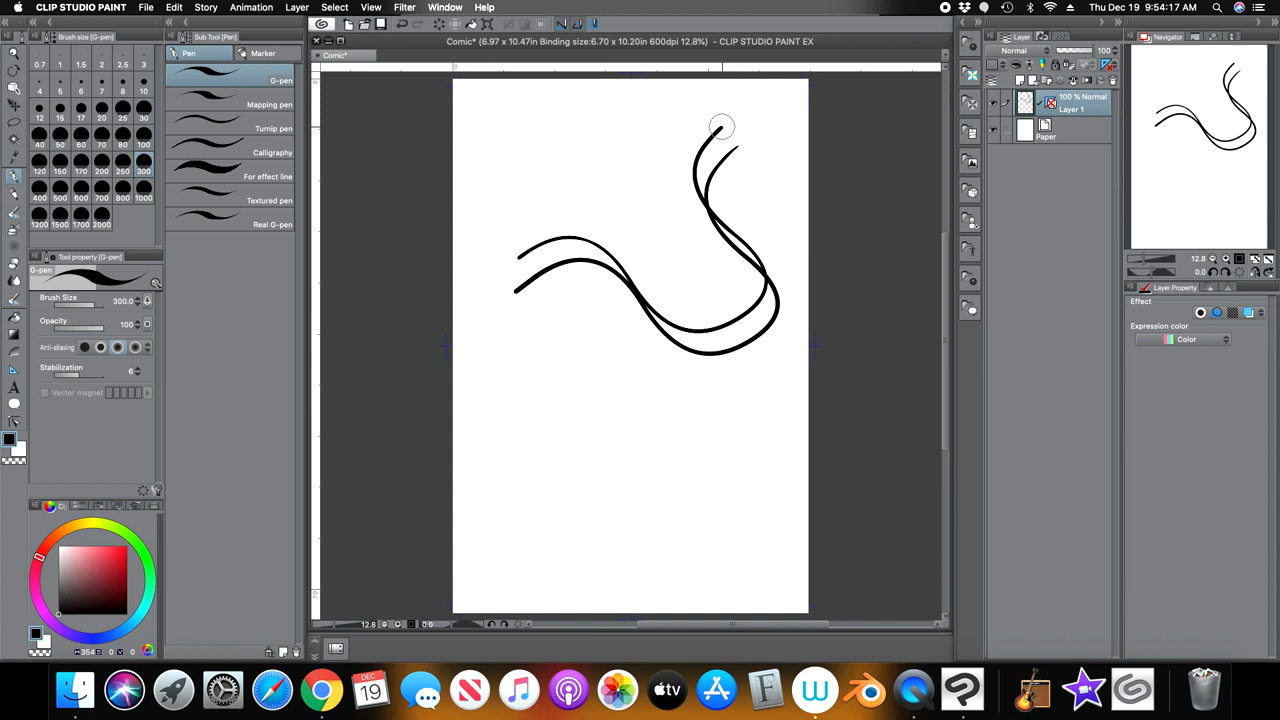 CLIP STUDIO PAINT File Edit Story Animation Layer Select View Filter Window Help Thu Dec 19 9:54:17 AM
Comic* (6.97 x 10.47in Binding size:6.70 x 10.20in 600dpi 12.8%) - CLIP STUDIO PAINT EX
Comic*
Brush size [G-pen]
0.7 1 1.5 2 2.5 3
4 5 6 7 8 10
12 15 17 20 25 30
40 50 60 70 80 100
120 150 170 200 250 300
400 500 600 700 800 1000
1200 1500 1700 2000
Sub Tool [Pen]
Pen Marker
G-pen
Mapping pen
Turnip pen
Calligraphy
For effect line
Textured pen
Real G-pen
Tool property [G-pen]
G-pen
Brush Size 300.0
Opacity 100
Anti-aliasing
Stabilization 6
Vector magnet
C:
H 354 S 0 V 0
0
0
10
12.8 0.0
Layer
Normal 100
100 % Normal
Layer 1
Paper
Navigator
12.8
0.0
Layer Property
Effect
Expression color
Color
DEC
19
tv